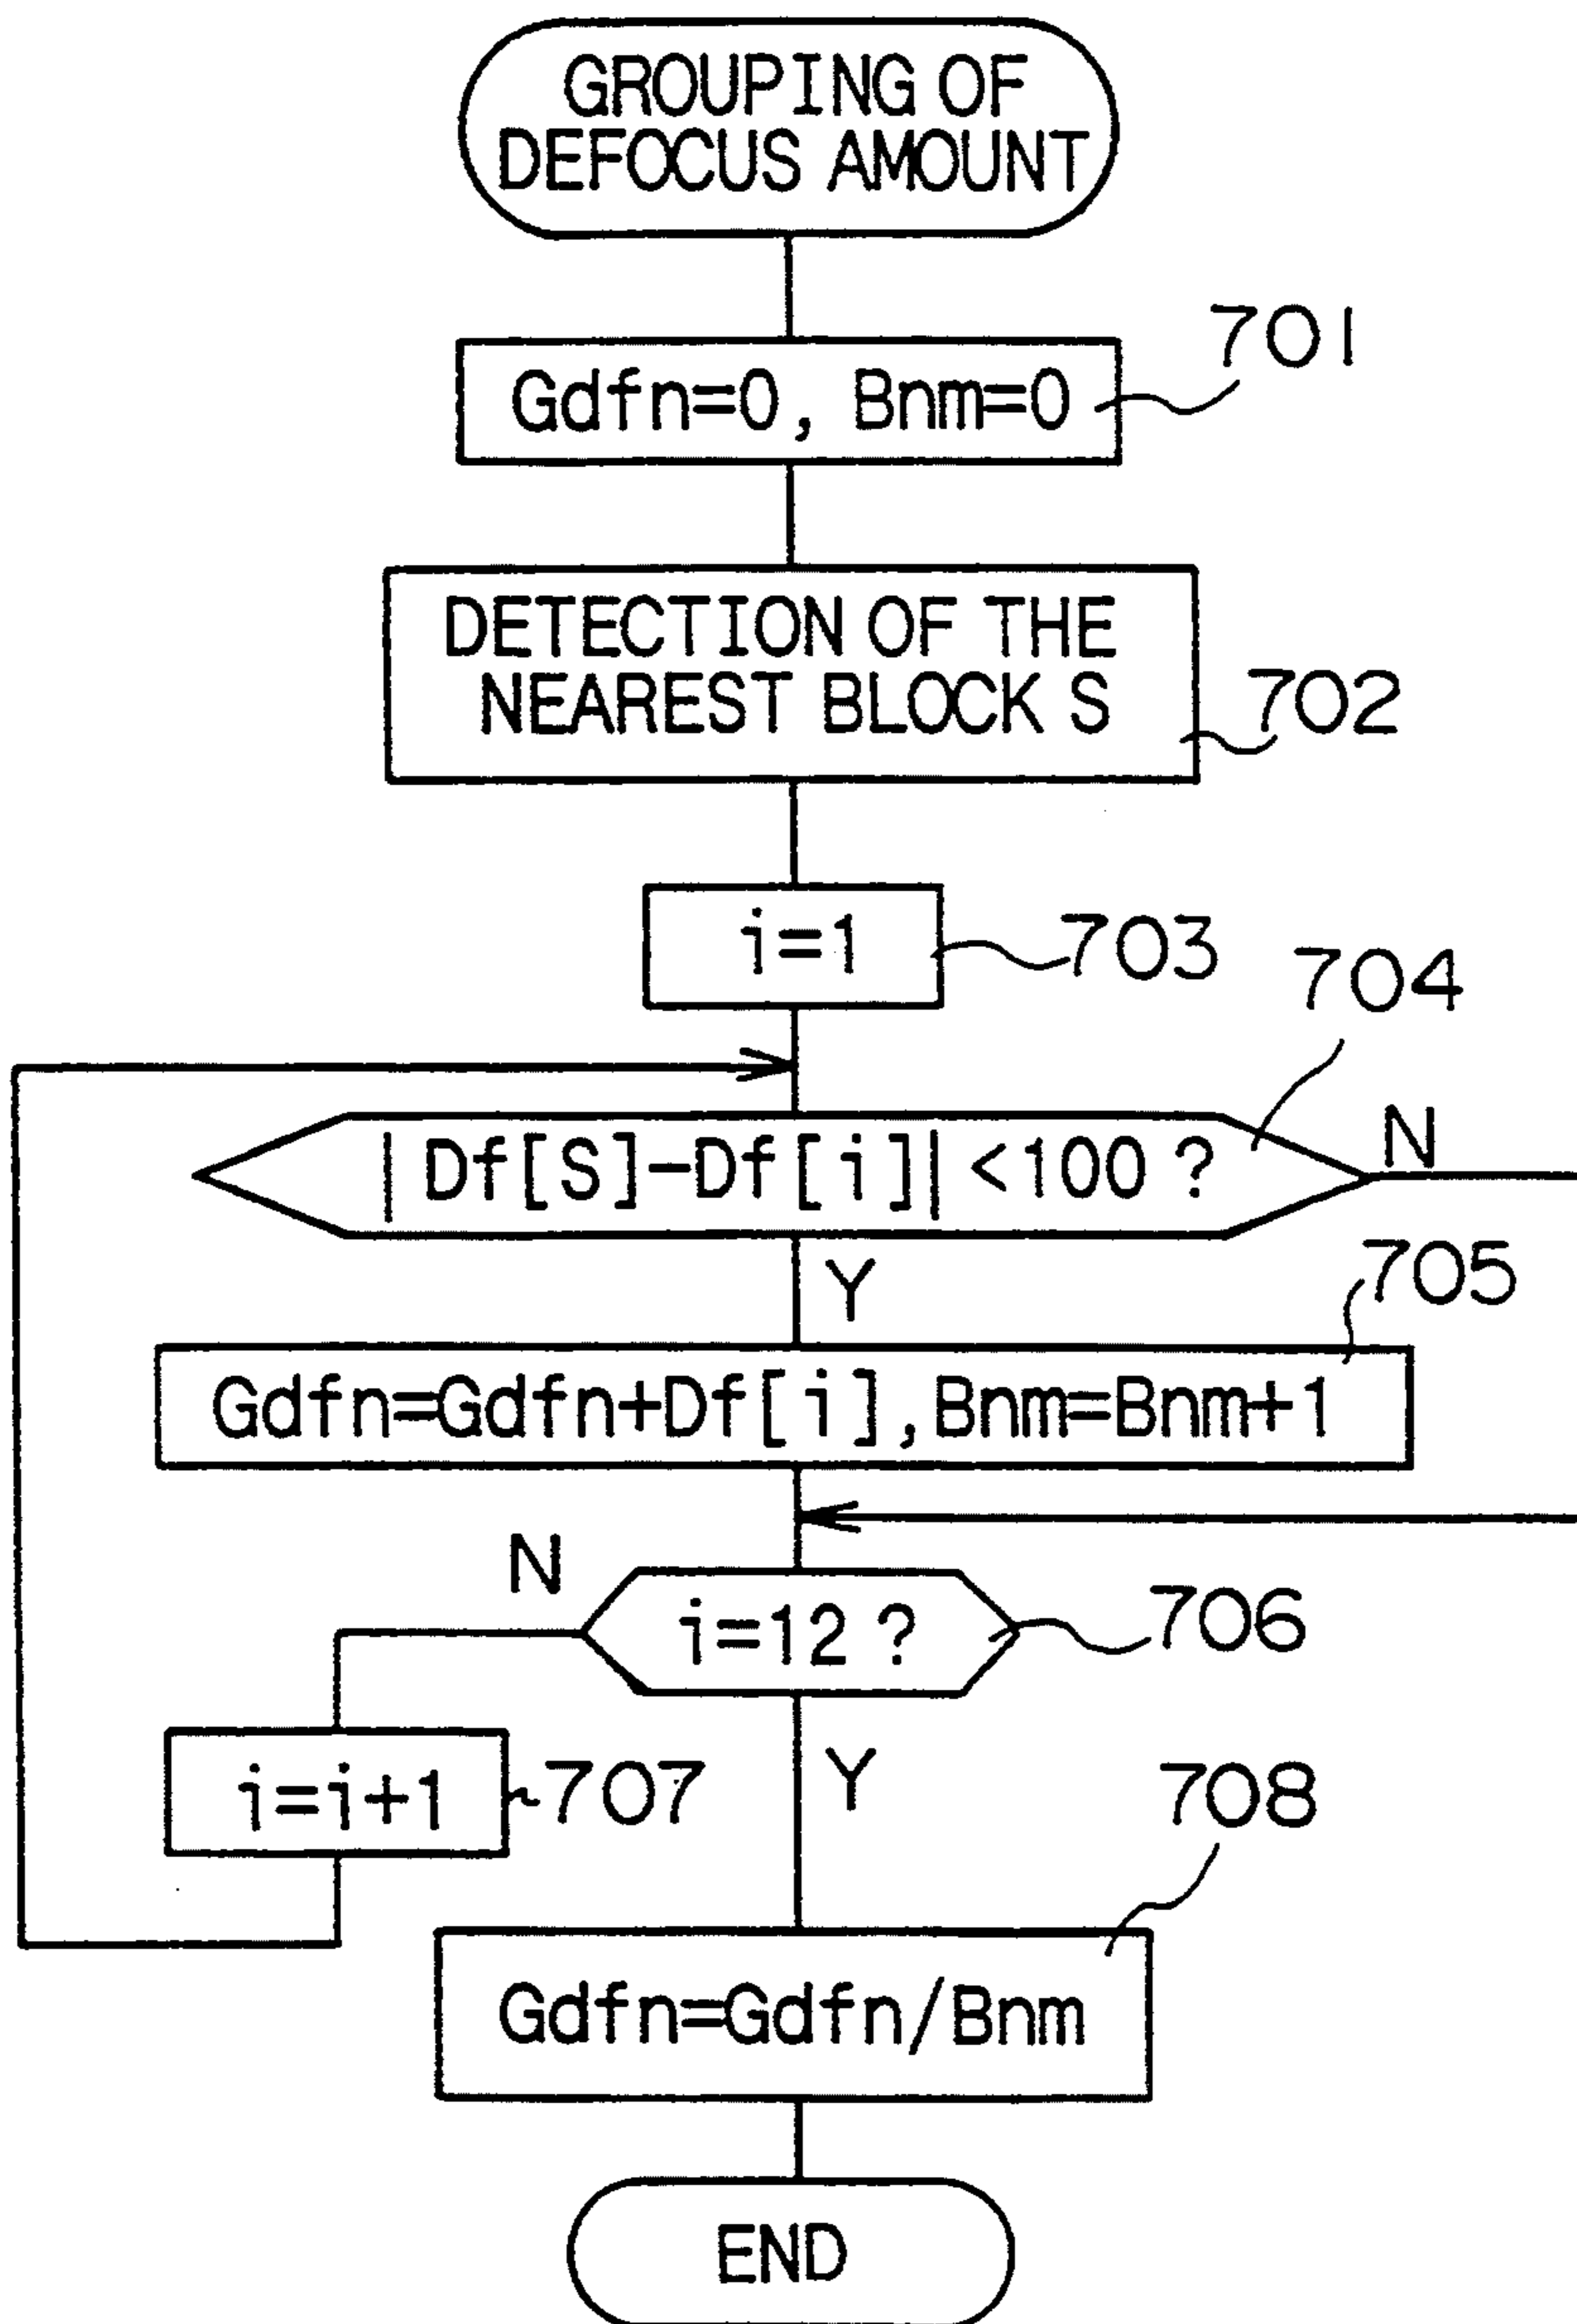 GROUPING OF
DEFOCUS AMOUNT
701
Gdfn=0, Bnm=0
DETECTION OF THE
NEAREST BLOCK S
702
i=1
703
704
|Df[S]-Df[i]|<100 ?
N
Y
705
Gdfn=Gdfn+Df[i],Bnm=Bnm+1
N
i=12 ?
706
i=i+1
707
Y
708
Gdfn=Gdfn/Bnm
END